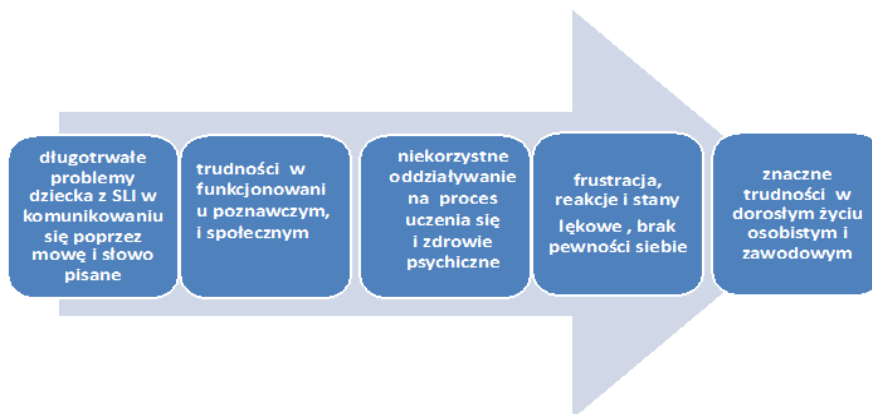 długotrwałe
problemy
dziecka z SLI w
komunikowaniu
się poprzez
mowę i słowo
pisane
trudności w
funkcjonowani
u poznawczym,
i społecznym
niekorzystne
oddziaływanie
na proces
uczenia się
i zdrowie
psychiczne
frustracja,
reakcje i stany
lękowe , brak
pewności siebie
znaczne
trudności w
dorosłym życiu
osobistym i
zawodowym